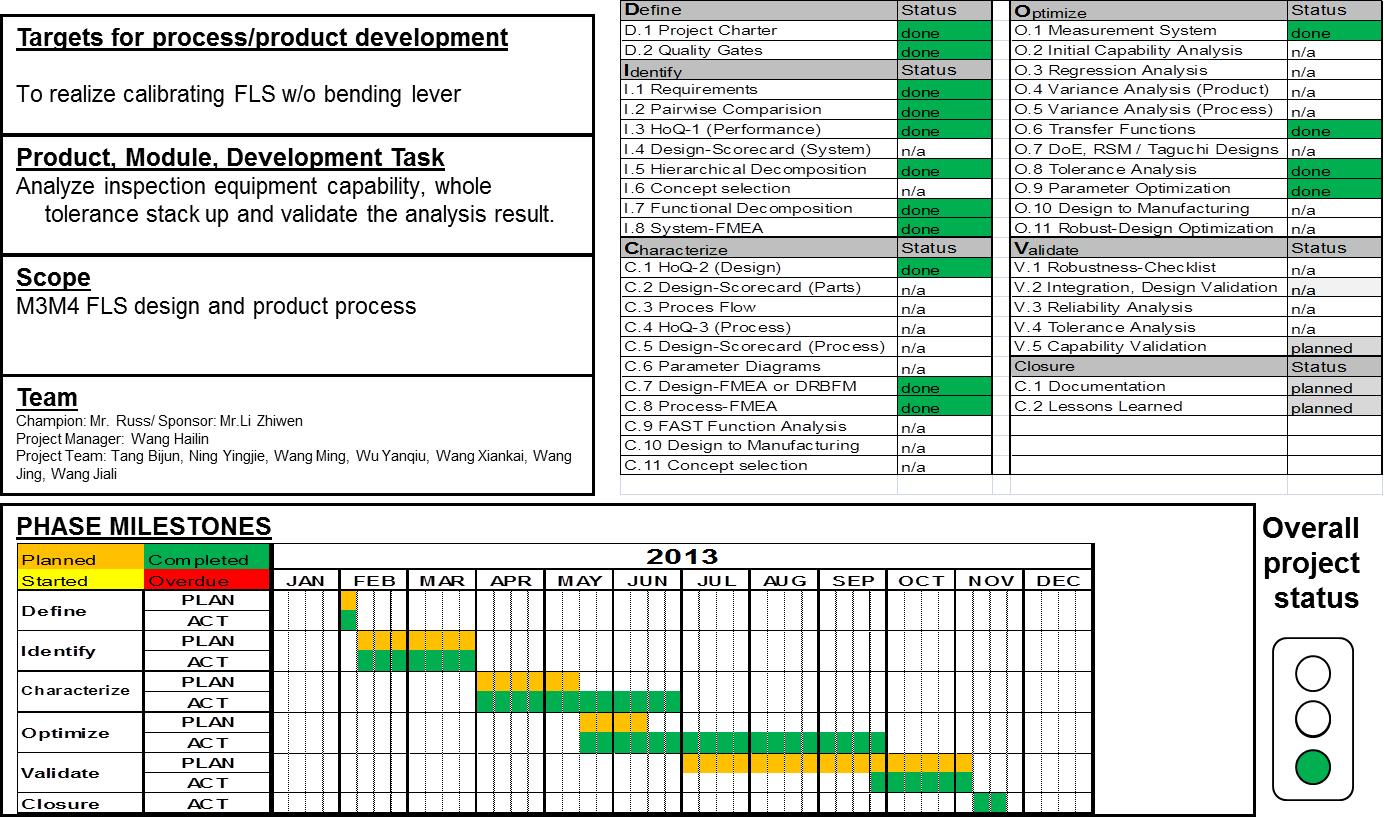 Targets for process/product development
To realize calibrating FLS w/o bending lever
Product, Module, Development Task
Analyze inspection equipment capability, whole
tolerance stack up and validate the analysis result.
Scope
M3M4 FLS design and product process
Team
Champion: Mr. Russ/ Sponsor: Mr.Li Zhiwen
Project Manager: Wang Hailin
Project Team: Tang Bijun, Ning Yingjie, Wang Ming, Wu Yanqiu, Wang Xiankai, Wang
Jing, Wang Jiali
Define Status
D.1 Project Charter done
D.2 Quality Gates done
Identify Status
I.1 Requirements done
I.2 Pairwise Comparision done
I.3 HoQ-1 (Performance) done
I.4 Design-Scorecard (System) n/a
I.5 Hierarchical Decomposition done
I.6 Concept selection n/a
I.7 Functional Decomposition done
I.8 System-FMEA done
Characterize Status
C.1 HoQ-2 (Design) done
C.2 Design-Scorecard (Parts) n/a
C.3 Proces Flow n/a
C.4 HoQ-3 (Process) n/a
C.5 Design-Scorecard (Process) n/a
C.6 Parameter Diagrams n/a
C.7 Design-FMEA or DRBFM done
C.8 Process-FMEA done
C.9 FAST Function Analysis n/a
C.10 Design to Manufacturing n/a
C.11 Concept selection n/a
Optimize Status
O.1 Measurement System done
O.2 Initial Capability Analysis n/a
O.3 Regression Analysis n/a
O.4 Variance Analysis (Product) n/a
O.5 Variance Analysis (Process) n/a
O.6 Transfer Functions done
O.7 DoE, RSM / Taguchi Designs n/a
O.8 Tolerance Analysis done
O.9 Parameter Optimization done
O.10 Design to Manufacturing n/a
O.11 Robust-Design Optimization n/a
Validate Status
V.1 Robustness-Checklist n/a
V.2 Integration, Design Validation n/a
V.3 Reliability Analysis n/a
V.4 Tolerance Analysis n/a
V.5 Capability Validation planned
Closure Status
C.1 Documentation planned
C.2 Lessons Learned planned
PHASE MILESTONES
Planned Completed 2013
Started Overdue JAN FEB MAR APR MAY JUN JUL AUG SEP OCT NOV DEC
Define PLAN
ACT
Identify PLAN
ACT
Characterize PLAN
ACT
Optimize PLAN
ACT
Validate PLAN
ACT
Closure ACT
Overall
project
status